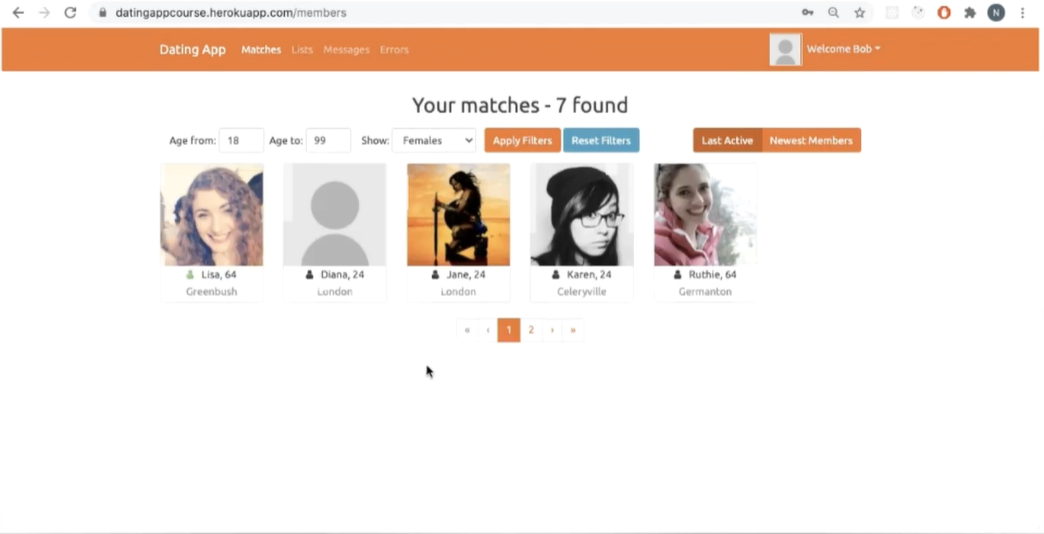 datingappcourse.herokuapp.com/members
N
Dating App Matches Lists Messages Errors
Welcome Bob
Your matches - 7 found
Age from: 18 Age to: 99 Show: Females Apply Filters Reset Filters Last Active Newest Members
Lisa, 64 Diana, 24 Jane, 24 Karen, 24 Ruthie, 64
Greenbush London London Celeryville Germanton
« ‹ 1 2 › »